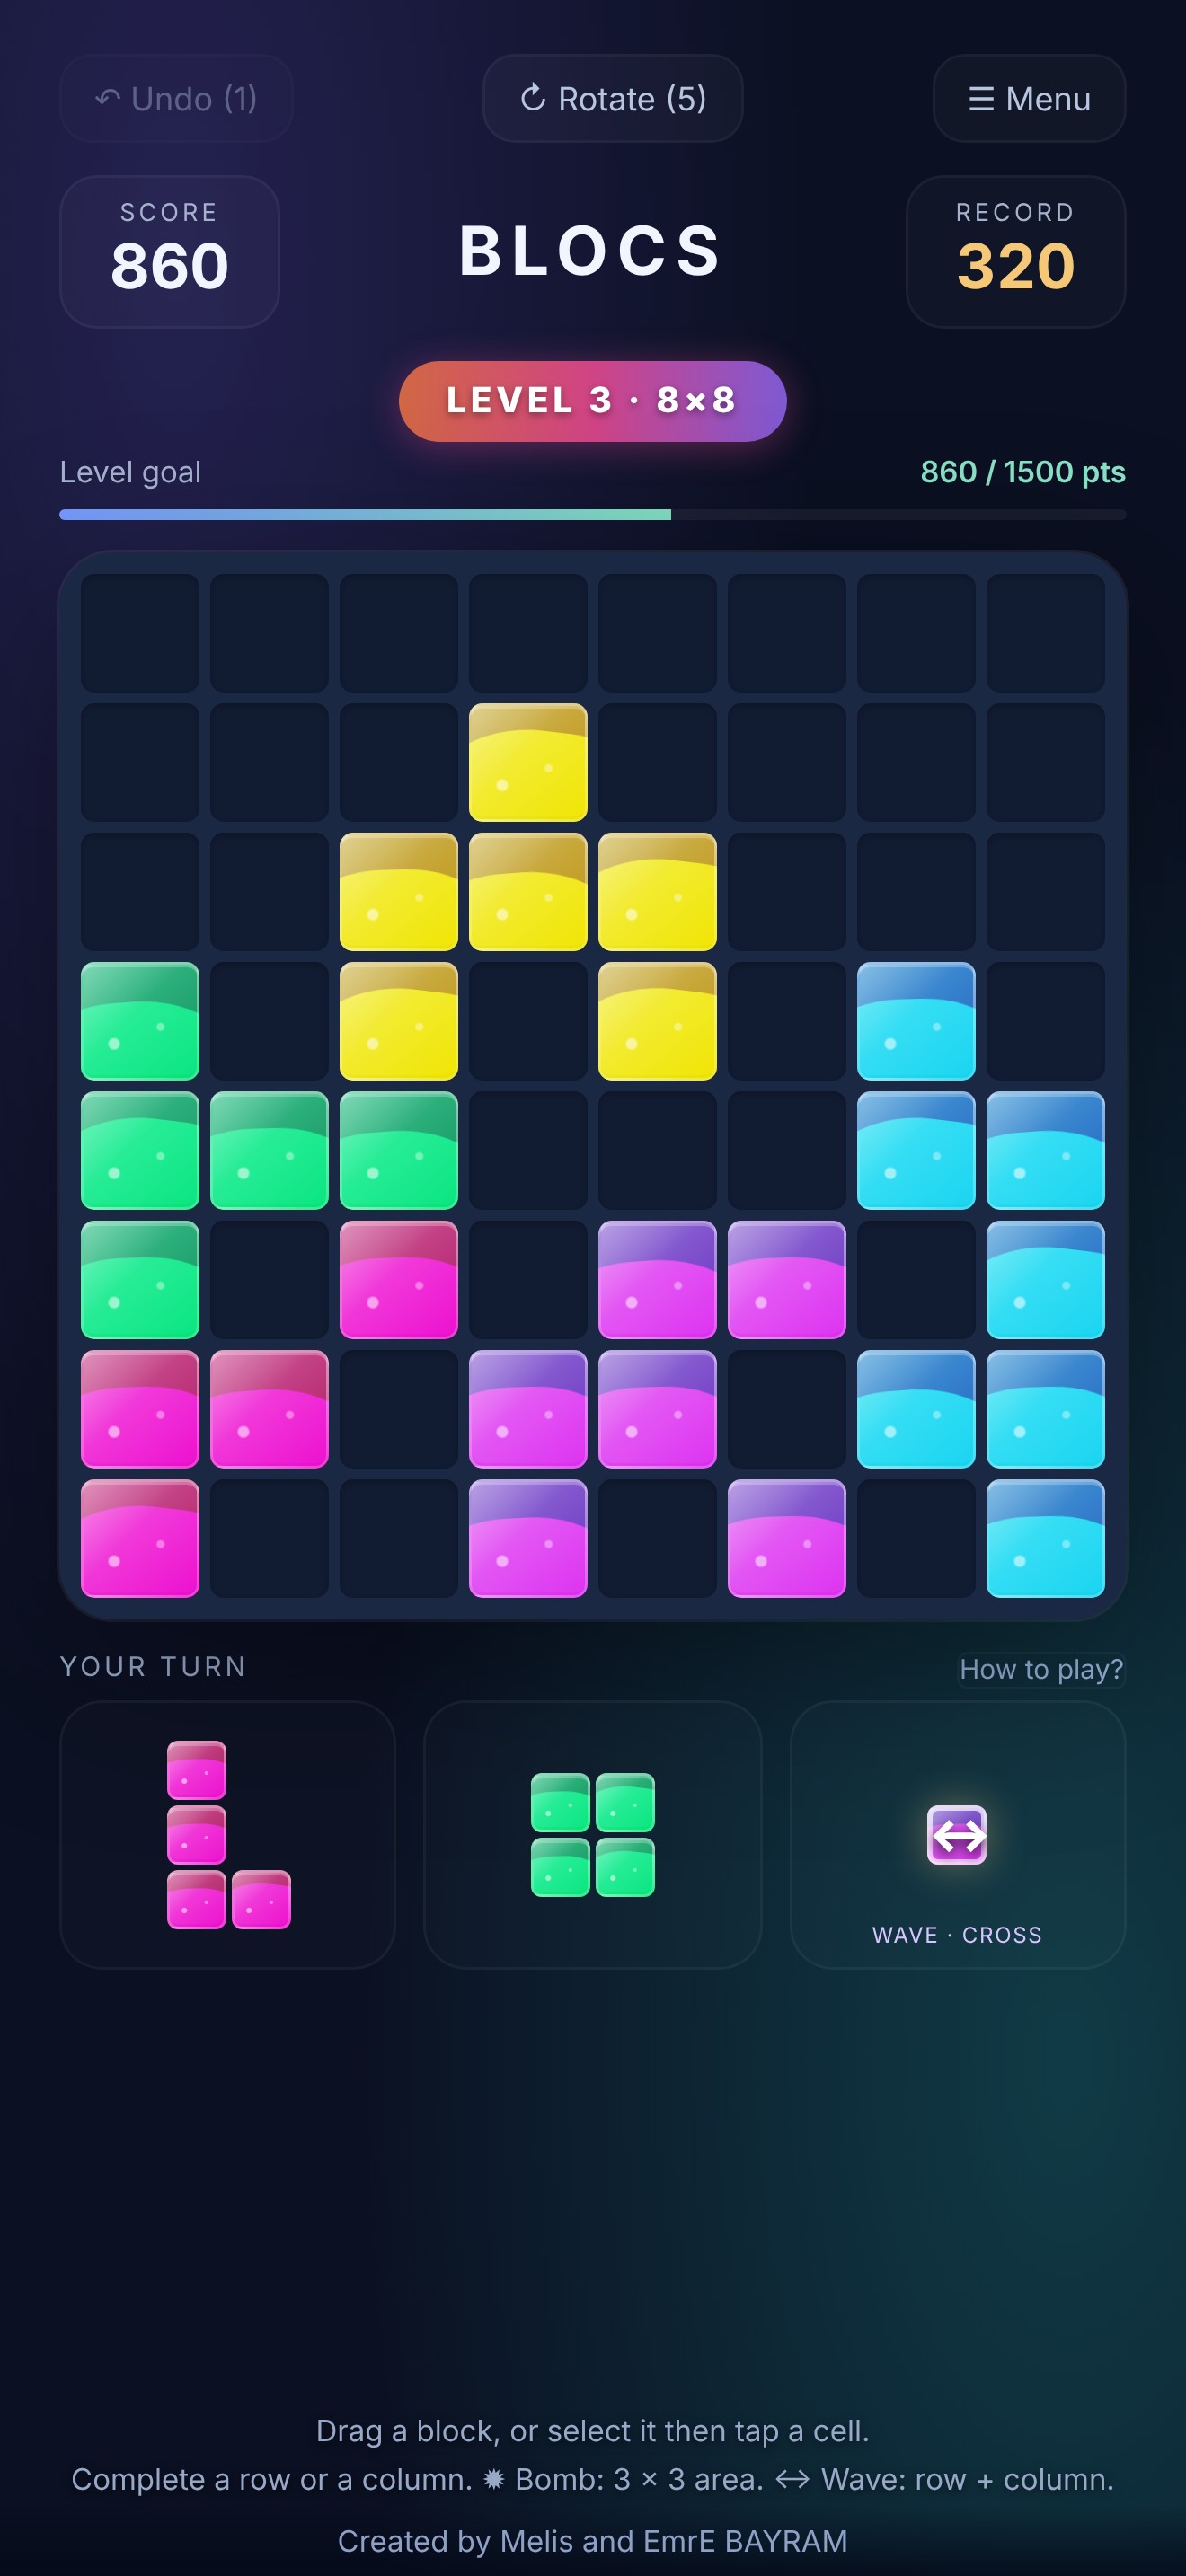 ↶ Undo (1)
↻ Rotate (5)
☰ Menu
SCORE
860
BLOCS
RECORD
320
LEVEL 3 · 8×8
Level goal
860 / 1500 pts
YOUR TURN
How to play?
↔
WAVE · CROSS
Drag a block, or select it then tap a cell.
Complete a row or a column. ✹ Bomb: 3 × 3 area. ↔ Wave: row + column.
Created by Melis and EmrE BAYRAM